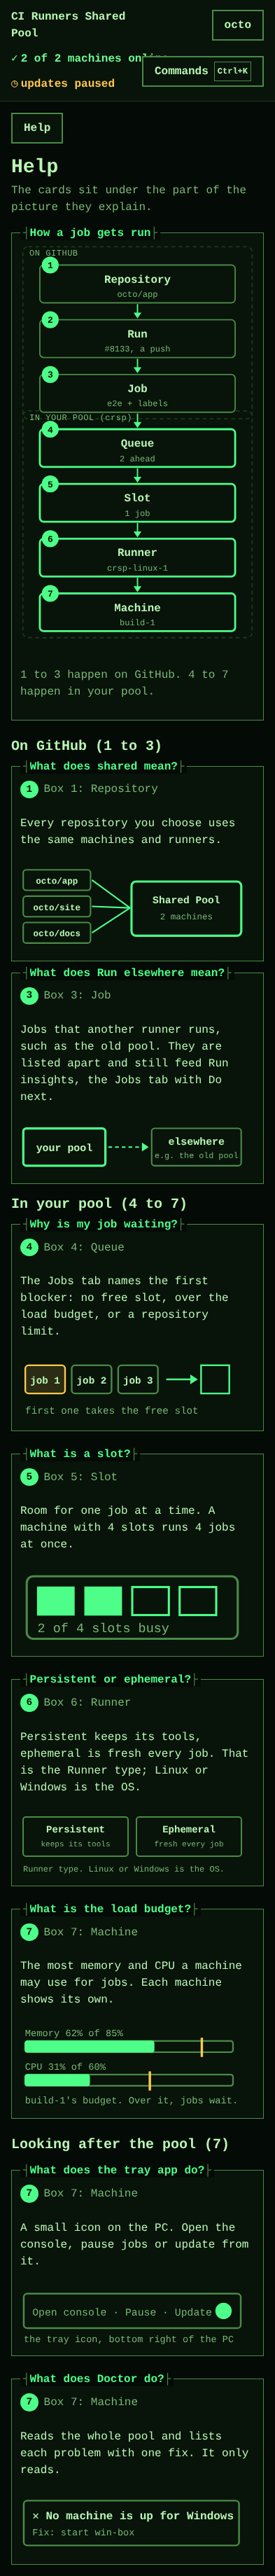 CI Runners Shared
Pool
octo
✓ 2 of 2 machines
Commands Ctrl+K
updates paused
Help
Help
The cards sit under the part of the
picture they explain.
How a job gets run
ON GITHUB
1
Repository
octo/app
2
Run
#8133, a push
3
Job
e2e + labels
IN YOUR POOL (crsp)
4
Queue
2 ahead
5
Slot
1 job
6
Runner
crsp-linux-1
7
Machine
build-1
1 to 3 happen on GitHub. 4 to 7
happen in your pool.
On GitHub (1 to 3)
What does shared mean?
1 Box 1: Repository
Every repository you choose uses
the same machines and runners.
octo/app
octo/site
octo/docs
Shared Pool
2 machines
What does Run elsewhere mean?
3 Box 3: Job
Jobs that another runner runs,
such as the old pool. They are
listed apart and still feed Run
insights, the Jobs tab with Do
next.
your pool
elsewhere
e.g. the old pool
In your pool (4 to 7)
Why is my job waiting?
4 Box 4: Queue
The Jobs tab names the first
blocker: no free slot, over the
load budget, or a repository
limit.
job 1 job 2 job 3
first one takes the free slot
What is a slot?
5 Box 5: Slot
Room for one job at a time. A
machine with 4 slots runs 4 jobs
at once.
2 of 4 slots busy
Persistent or ephemeral?
6 Box 6: Runner
Persistent keeps its tools,
ephemeral is fresh every job. That
is the Runner type; Linux or
Windows is the OS.
Persistent
keeps its tools
Ephemeral
fresh every job
Runner type. Linux or Windows is the OS.
What is the load budget?
7 Box 7: Machine
The most memory and CPU a machine
may use for jobs. Each machine
shows its own.
Memory 62% of 85%
CPU 31% of 60%
build-1's budget. Over it, jobs wait.
Looking after the pool (7)
What does the tray app do?
7 Box 7: Machine
A small icon on the PC. Open the
console, pause jobs or update from
it.
Open console · Pause · Update
the tray icon, bottom right of the PC
What does Doctor do?
7 Box 7: Machine
Reads the whole pool and lists
each problem with one fix. It only
reads.
✕ No machine is up for Windows
Fix: start win-box